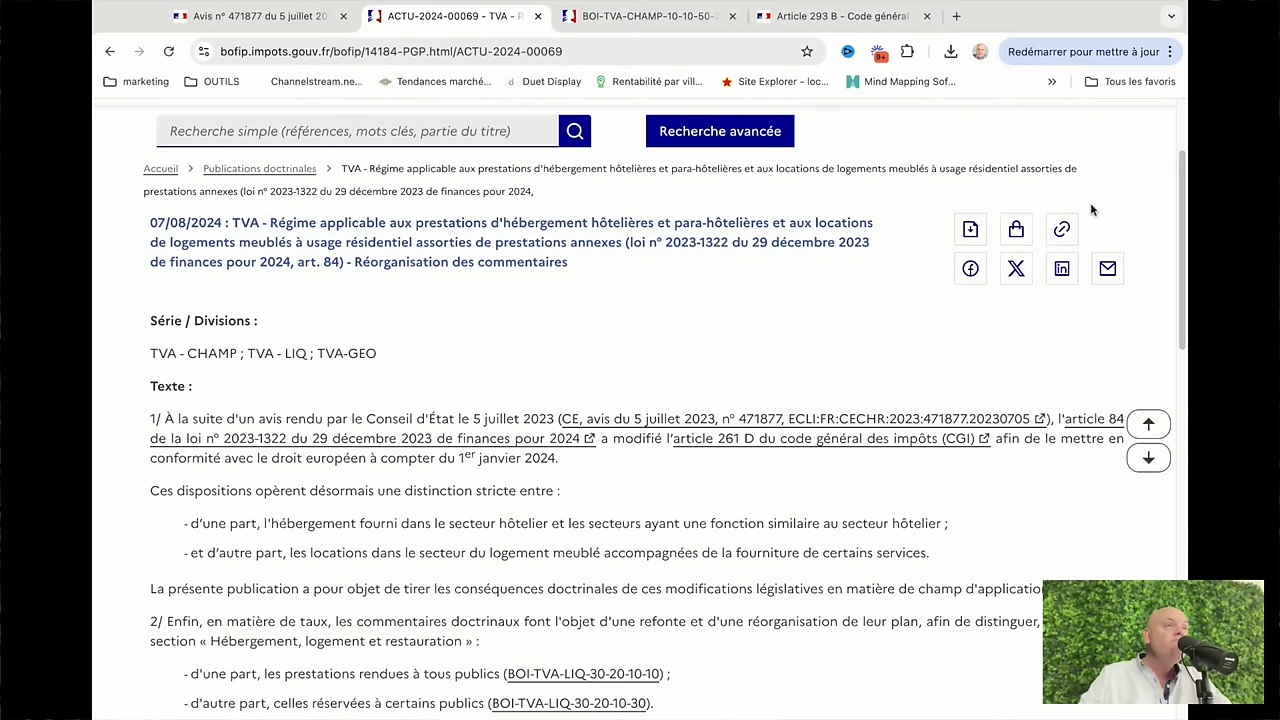 Avis n° 471877 du 5 juillet 20
ACTU-2024-00069 - TVA - R
BOI-TVA-CHAMP-10-10-50-
Article 293 B - Code général
bofip.impots.gouv.fr/bofip/14184-PGP.html/ACTU-2024-00069
9+
Redémarrer pour mettre à jour
marketing
OUTILS
Channelstream.ne...
Tendances marché...
d Duet Display
Rentabilité par vill...
Site Explorer - loc...
Mind Mapping Sof...
»
Tous les favoris
Recherche simple (références, mots clés, partie du titre)
Recherche avancée
Accueil > Publications doctrinales > TVA - Régime applicable aux prestations d'hébergement hôtelières et para-hôtelières et aux locations de logements meublés à usage résidentiel assorties de
prestations annexes (loi n° 2023-1322 du 29 décembre 2023 de finances pour 2024,
07/08/2024 : TVA - Régime applicable aux prestations d'hébergement hôtelières et para-hôtelières et aux locations
de logements meublés à usage résidentiel assorties de prestations annexes (loi n° 2023-1322 du 29 décembre 2023
de finances pour 2024, art. 84) - Réorganisation des commentaires
Série / Divisions :
TVA - CHAMP ; TVA - LIQ ; TVA-GEO
Texte :
1/ À la suite d'un avis rendu par le Conseil d'État le 5 juillet 2023 (CE, avis du 5 juillet 2023, n° 471877, ECLI:FR:CECHR:2023:471877.20230705), l'article 84
de la loi n° 2023-1322 du 29 décembre 2023 de finances pour 2024 a modifié l'article 261 D du code général des impôts (CGI) afin de le mettre en
conformité avec le droit européen à compter du 1er janvier 2024.
Ces dispositions opèrent désormais une distinction stricte entre :
- d'une part, l'hébergement fourni dans le secteur hôtelier et les secteurs ayant une fonction similaire au secteur hôtelier ;
- et d'autre part, les locations dans le secteur du logement meublé accompagnées de la fourniture de certains services.
La présente publication a pour objet de tirer les conséquences doctrinales de ces modifications législatives en matière de champ d'application
2/ Enfin, en matière de taux, les commentaires doctrinaux font l'objet d'une refonte et d'une réorganisation de leur plan, afin de distinguer,
section « Hébergement, logement et restauration » :
- d'une part, les prestations rendues à tous publics (BOI-TVA-LIQ-30-20-10-10) ;
- d'autre part, celles réservées à certains publics (BOI-TVA-LIQ-30-20-10-30).